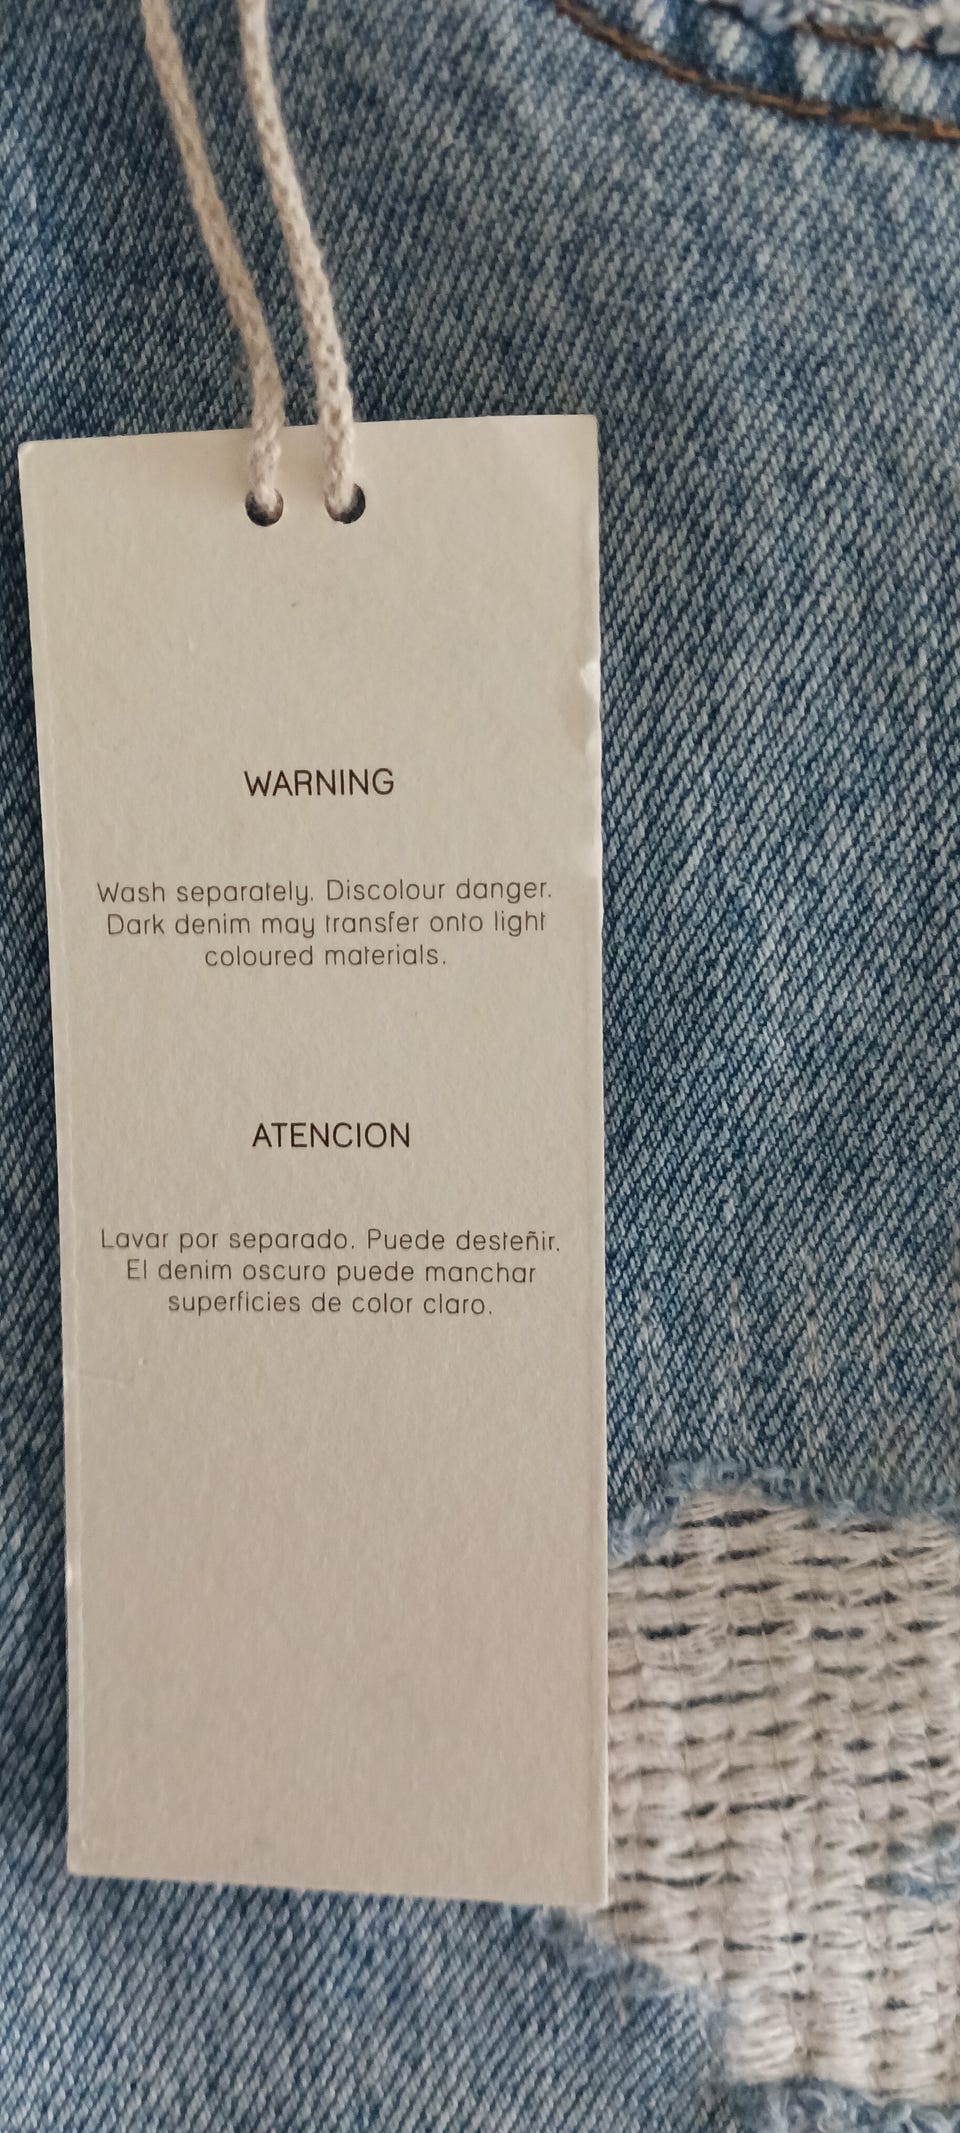 WARNING
Wash separately. Discolour danger.
Dark denim may transfer onto light
coloured materials.
ATENCION
Lavar por separado. Puede desteñir.
El denim oscuro puede manchar
superficies de color claro.